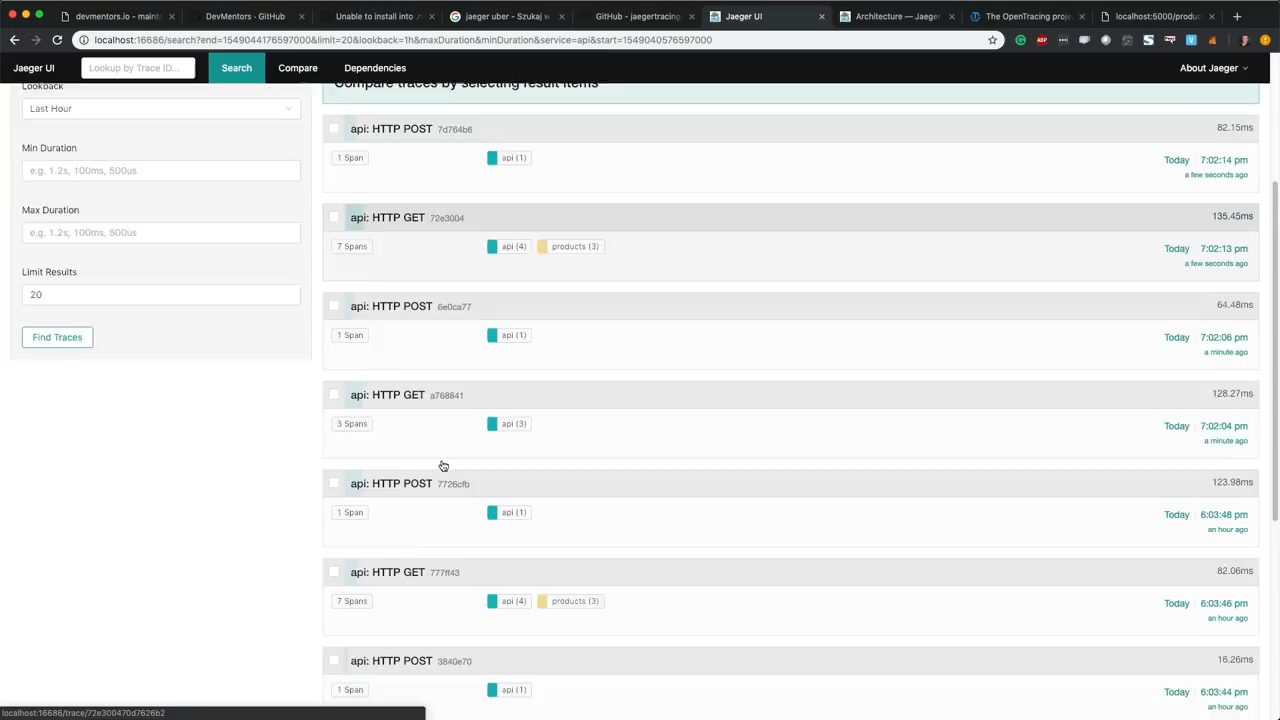 devmentors.io - maint
DevMentors · GitHub
Unable to install into .n
jaeger uber - Szukaj w
GitHub - jaegertracing
Jaeger UI
Architecture — Jaeger
The OpenTracing proje
localhost:5000/produc
localhost:16686/search?end=1549044176597000&limit=20&lookback=1h&maxDuration&minDuration&service=api&start=1549040576597000
Jaeger UI
Lookup by Trace ID...
Search
Compare
Dependencies
About Jaeger
Lookback
Last Hour
Min Duration
e.g. 1.2s, 100ms, 500us
Max Duration
e.g. 1.2s, 100ms, 500us
Limit Results
20
Find Traces
Compare traces by selecting result items
api: HTTP POST 7d764b6 82.15ms
1 Span api (1) Today 7:02:14 pm
a few seconds ago
api: HTTP GET 72e3004 135.45ms
7 Spans api (4) products (3) Today 7:02:13 pm
a few seconds ago
api: HTTP POST 6e0ca77 64.48ms
1 Span api (1) Today 7:02:06 pm
a minute ago
api: HTTP GET a768841 128.27ms
3 Spans api (3) Today 7:02:04 pm
a minute ago
api: HTTP POST 7726cfb 123.98ms
1 Span api (1) Today 6:03:48 pm
an hour ago
api: HTTP GET 777ff43 82.06ms
7 Spans api (4) products (3) Today 6:03:46 pm
an hour ago
api: HTTP POST 3840e70 16.26ms
1 Span api (1) Today 6:03:44 pm
an hour ago
localhost:16686/trace/72e300470d7626b2